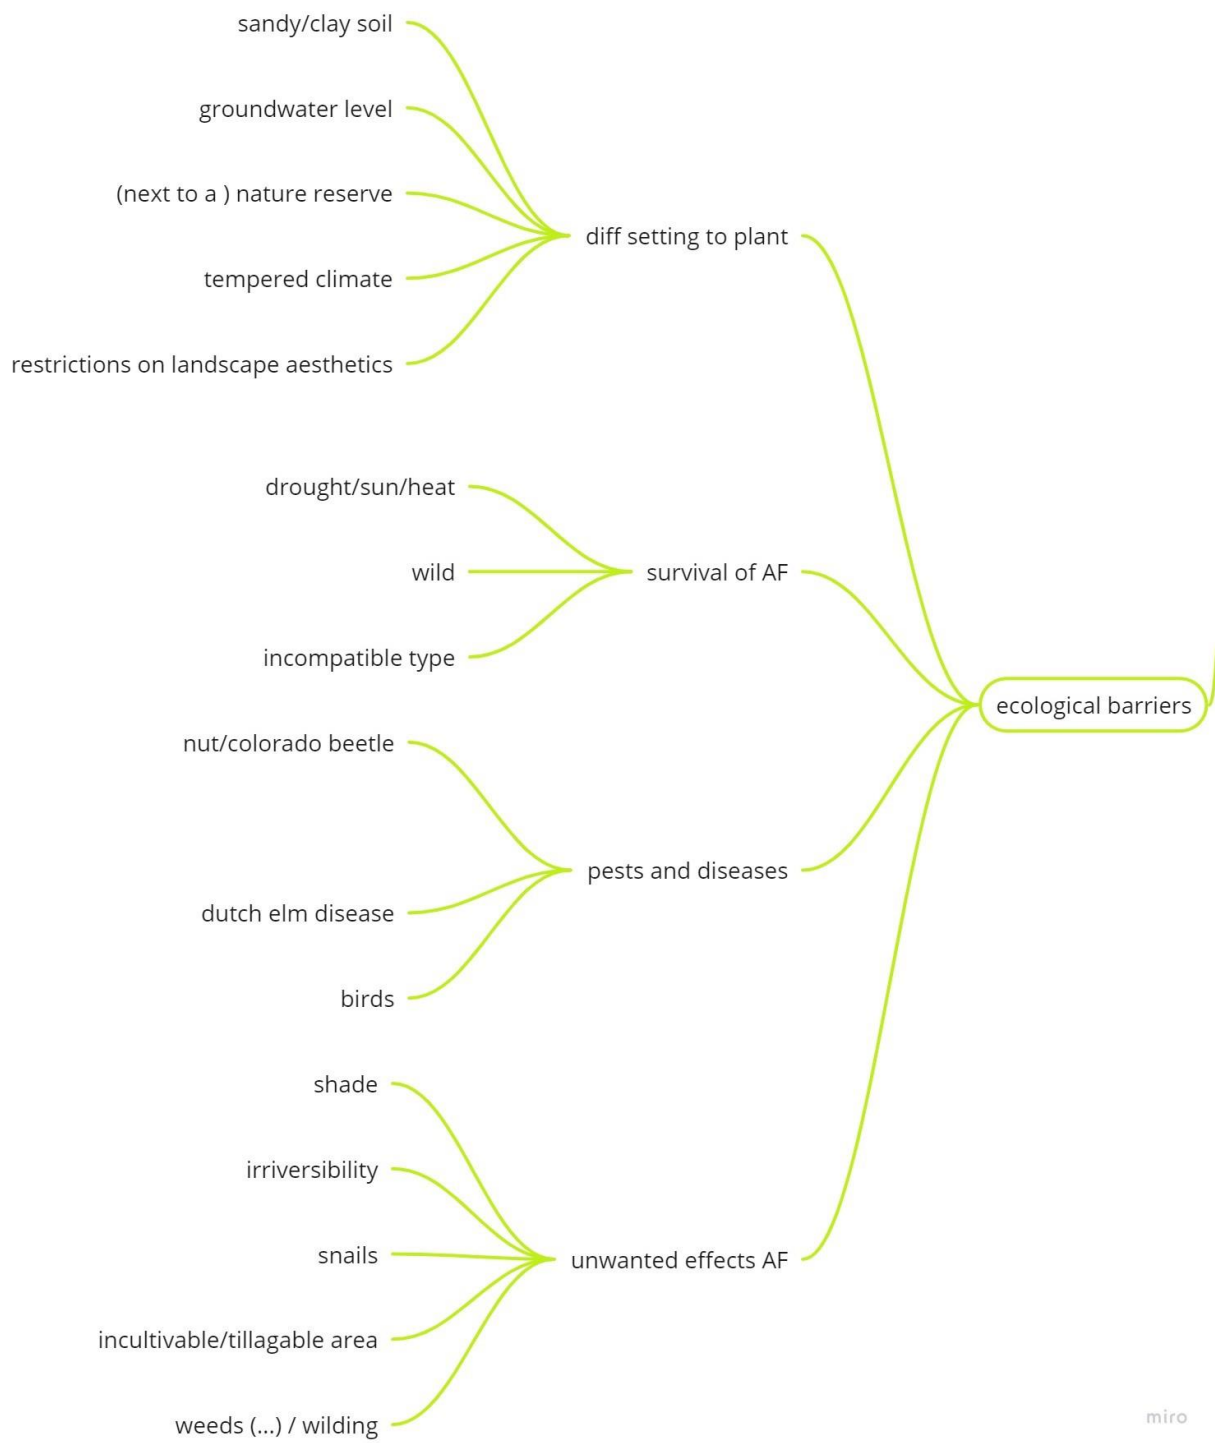 sandy/clay soil
groundwater level
(next to a ) nature reserve
tempered climate
restrictions on landscape aesthetics
diff setting to plant
drought/sun/heat
wild
incompatible type
survival of AF
ecological barriers
nut/colorado beetle
dutch elm disease
birds
pests and diseases
shade
irriversibility
snails
incultivable/tillagable area
weeds (...) / wilding
unwanted effects AF
miro